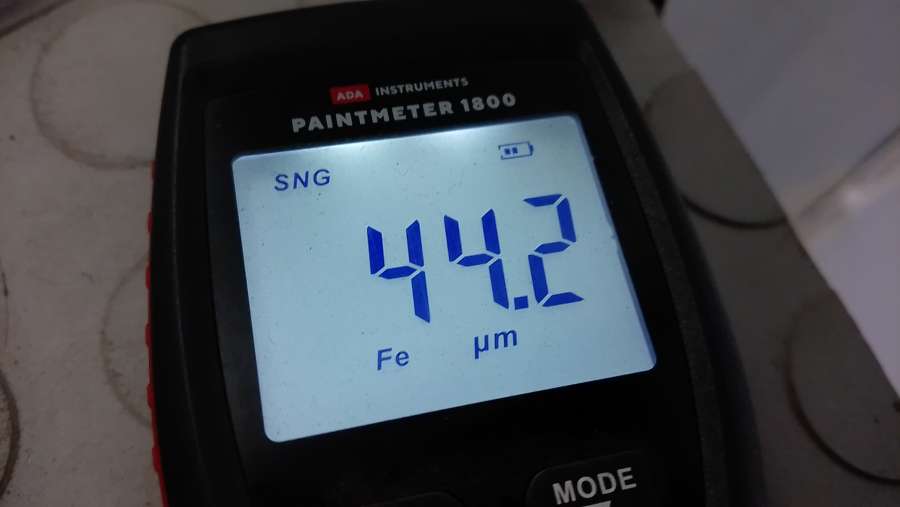 ADA INSTRUMENTS
PAINTMETER 1800
SNG
44.2
Fe µm
MODE